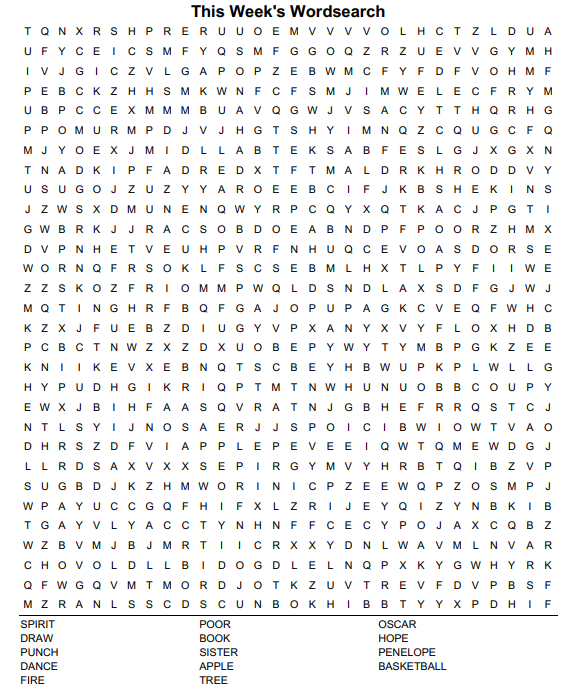 This Week's Wordsearch
T Q N X R S H P R E R U U O E M V V V V O L H C T Z L D U A
U F Y C E I C S M F Y Q S M F G G O Q Z R Z U E V V G Y M H
I V J G I C Z V L G A P O P Z E B W M C F Y F D F V O H M F
P E B C K Z H H S M K W N F C F S M J I M W E L E C F R Y M
U B P C C E X M M M B U A V Q G W J V S A C Y T T H Q R H G
P P O M U R M P D J V J H G T S H Y I M N Q Z C Q U G C F Q
M J Y O E X J M I D L L A B T E K S A B F E S L G J X G X N
T N A D K I P F A D R E D X T F T M A L D R K H R O D D V Y
U S U G O J Z U Z Y Y A R O E E B C I F J K B S H E K I N S
J Z W S X D M U N E N Q W Y R P C Q Y X Q T K A C J P G T I
G W B R K J J R A C S O B D O E A B N D P F P O O R Z H M X
D V P N H E T V E U H P V R F N H U Q C E V O A S D O R S E
W O R N Q F R S O K L F S C S E B M L H X T L P Y F I I W E
Z Z S K O Z F R I O M M P W Q L D S N D L A X S D F G J W J
M Q T I N G H R F B Q F G A J O P U P A G K C V E Q F W H C
K Z X J F U E B Z D I U G Y V P X A N Y X V Y F L O X H D B
P C B C T N W Z X Z D X U O B E P Y W Y T Y M B P G K Z E E
K N I I K E V X E B N Q T S C B E Y H B W U P K P L W L L G
H Y P U D H G I K R I Q P T M T N W H U N U O B B C O U P Y
E W X J B I H F A A S Q V R A T N J G B H E F R R Q S T C J
N T L S Y I J N O S A E R J J S P O I C I B W I O W T V A O
D H R S Z D F V I A P P L E P E V E E I Q W T Q M E W D G J
L L R D S A X V X X S E P I R G Y M V Y H R B T Q I B Z V P
S U G B D J K Z H M W O R I N I C P Z E E W Q P Z O S M P J
W P A Y U C C G Q F H I F X L Z R I J E Y Q I Z Y N B K I B
T G A Y V L Y A C C T Y N H N F F C E C Y P O J A X C Q B Z
W Z B V M J B J M R T I I C R X X Y D N L W A V M L N V A R
C H O V O L D L L B I D O G D L E L N Q P X K Y G W H Y R K
Q F W G Q V M T M O R D J O T K Z U V T R E V F D V P B S F
M Z R A N L S S C D S C U N B O K H I B B T Y Y X P D H I F
SPIRIT POOR OSCAR
DRAW BOOK HOPE
PUNCH SISTER PENELOPE
DANCE APPLE BASKETBALL
FIRE TREE